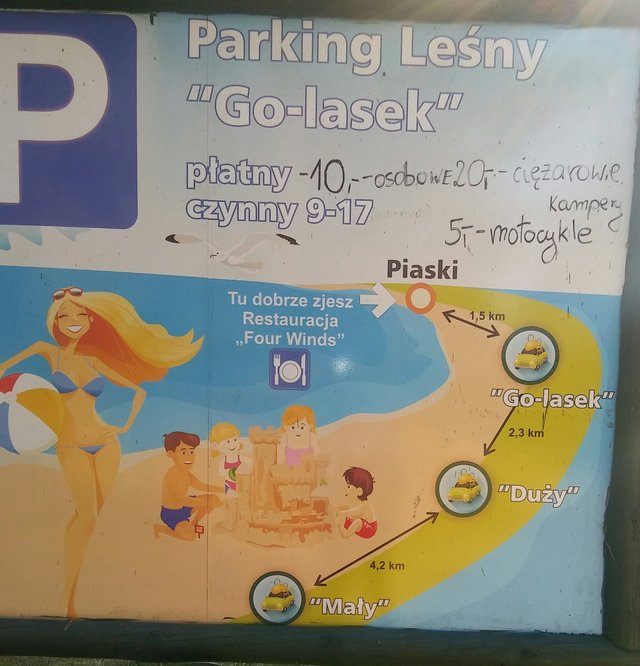 P
Parking Leśny
"Go-lasek"
płatny -10,--osobowe 20,-- ciężarowe,
kampery
czynny 9-17
5,-motocykle
Piaski
Tu dobrze zjesz
Restauracja
„Four Winds”
1,5 km
"Go-lasek"
2,3 km
"Duży"
4,2 km
"Mały"